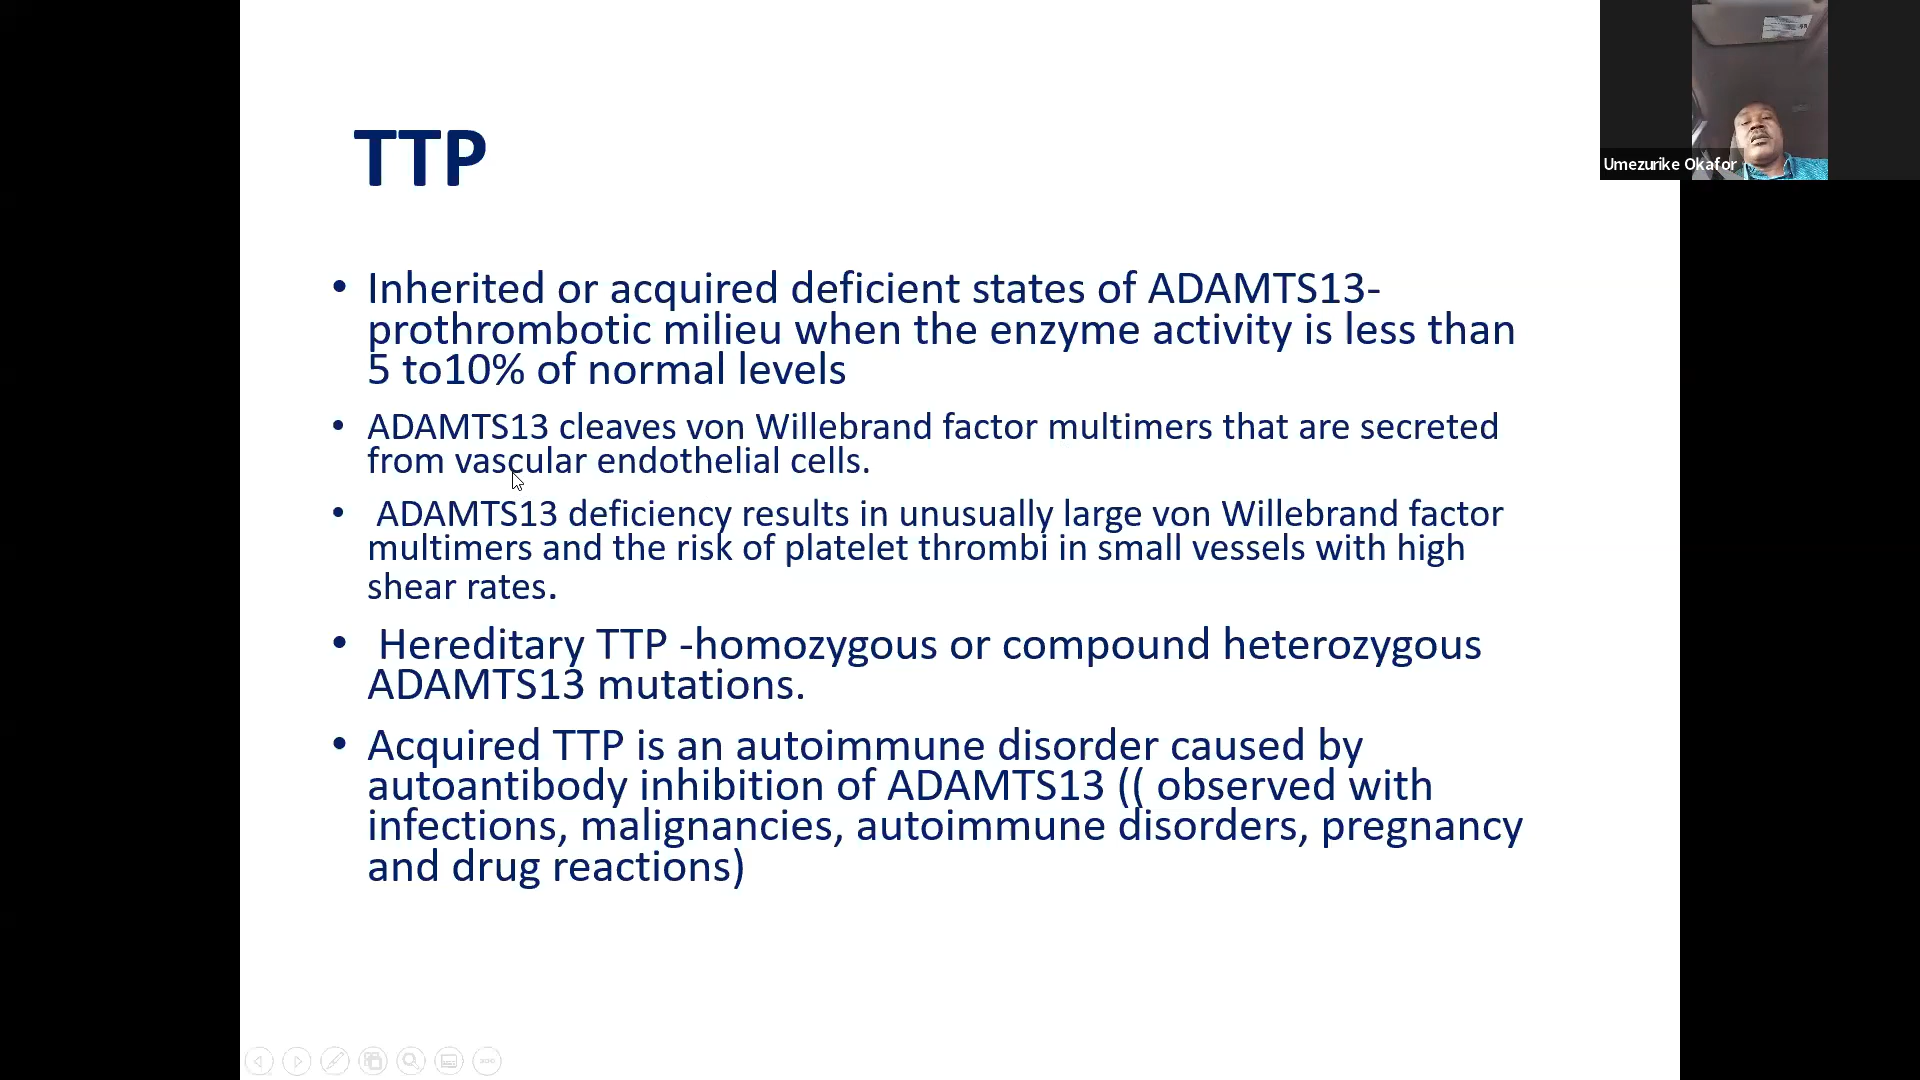 TTP
Umezurike Okafor
• Inherited or acquired deficient states of ADAMTS13-
prothrombotic milieu when the enzyme activity is less than
5 to10% of normal levels
• ADAMTS13 cleaves von Willebrand factor multimers that are secreted
from vascular endothelial cells.
• ADAMTS13 deficiency results in unusually large von Willebrand factor
multimers and the risk of platelet thrombi in small vessels with high
shear rates.
• Hereditary TTP -homozygous or compound heterozygous
ADAMTS13 mutations.
• Acquired TTP is an autoimmune disorder caused by
autoantibody inhibition of ADAMTS13 (( observed with
infections, malignancies, autoimmune disorders, pregnancy
and drug reactions)